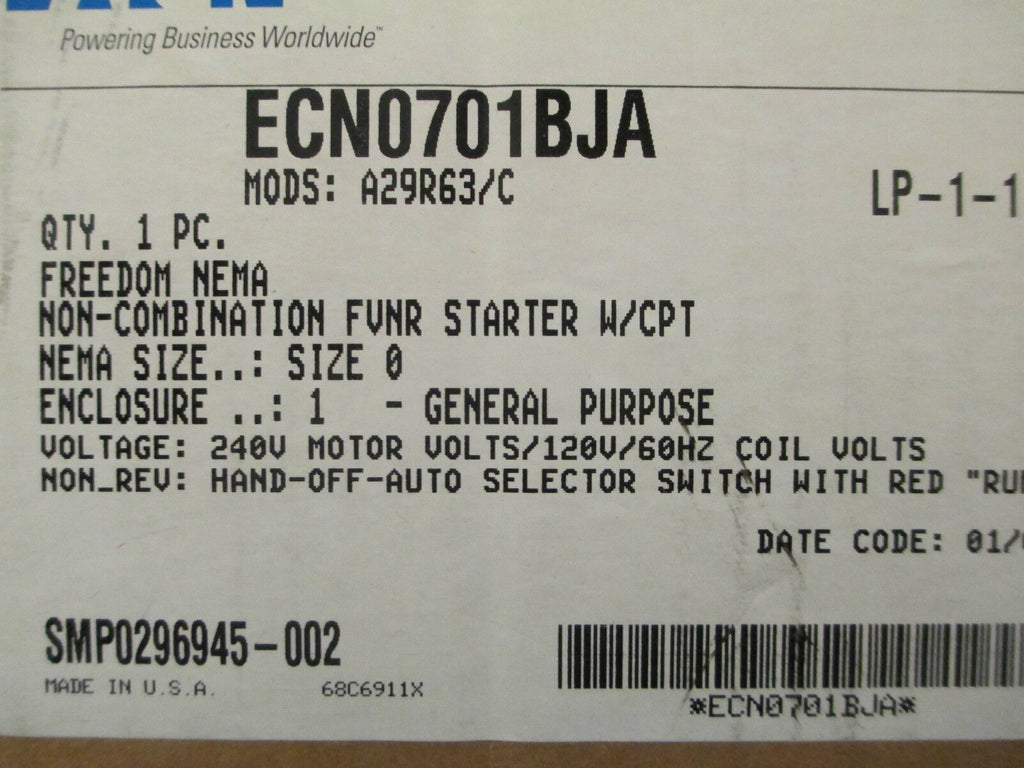 Powering Business Worldwide™
ECN0701BJA
MODS: A29R63/C
LP-1-1
QTY. 1 PC.
FREEDOM NEMA
NON-COMBINATION FVNR STARTER W/CPT
NEMA SIZE..: SIZE 0
ENCLOSURE ..: 1 - GENERAL PURPOSE
VOLTAGE: 240V MOTOR VOLTS/120V/60HZ COIL VOLTS
NON_REV: HAND-OFF-AUTO SELECTOR SWITCH WITH RED
DATE CODE: 01/
SMP0296945-002
MADE IN U.S.A. 68C6911X
*ECN0701BJA*